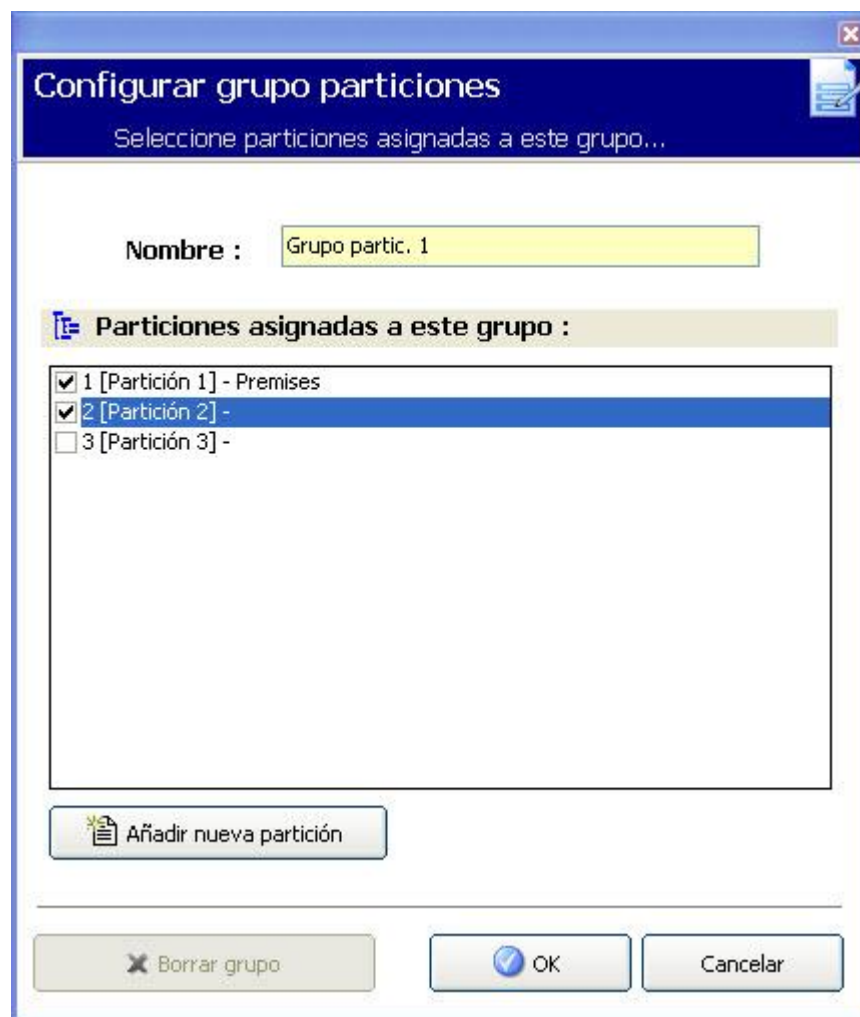 Configurar grupo particiones
Seleccione particiones asignadas a este grupo...
Nombre : Grupo partic. 1
Particiones asignadas a este grupo :
1 [Partición 1] - Premises
2 [Partición 2] -
3 [Partición 3] -
Añadir nueva partición
Borrar grupo OK Cancelar